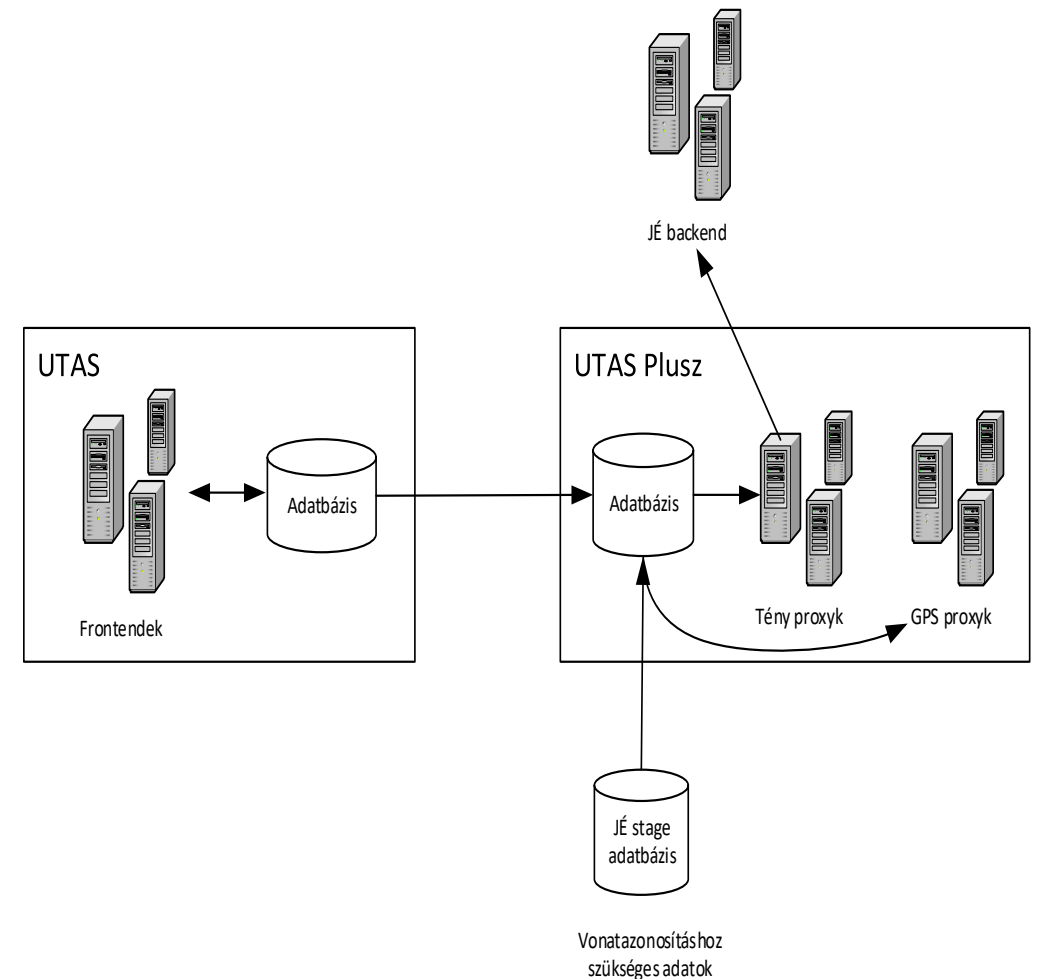 JÉ backend
UTAS
UTAS Plusz
Adatbázis
Adatbázis
Frontendek
Tény proxyk
GPS proxyk
JÉ stage
adatbázis
Vonatazonosításhoz
szükséges adatok